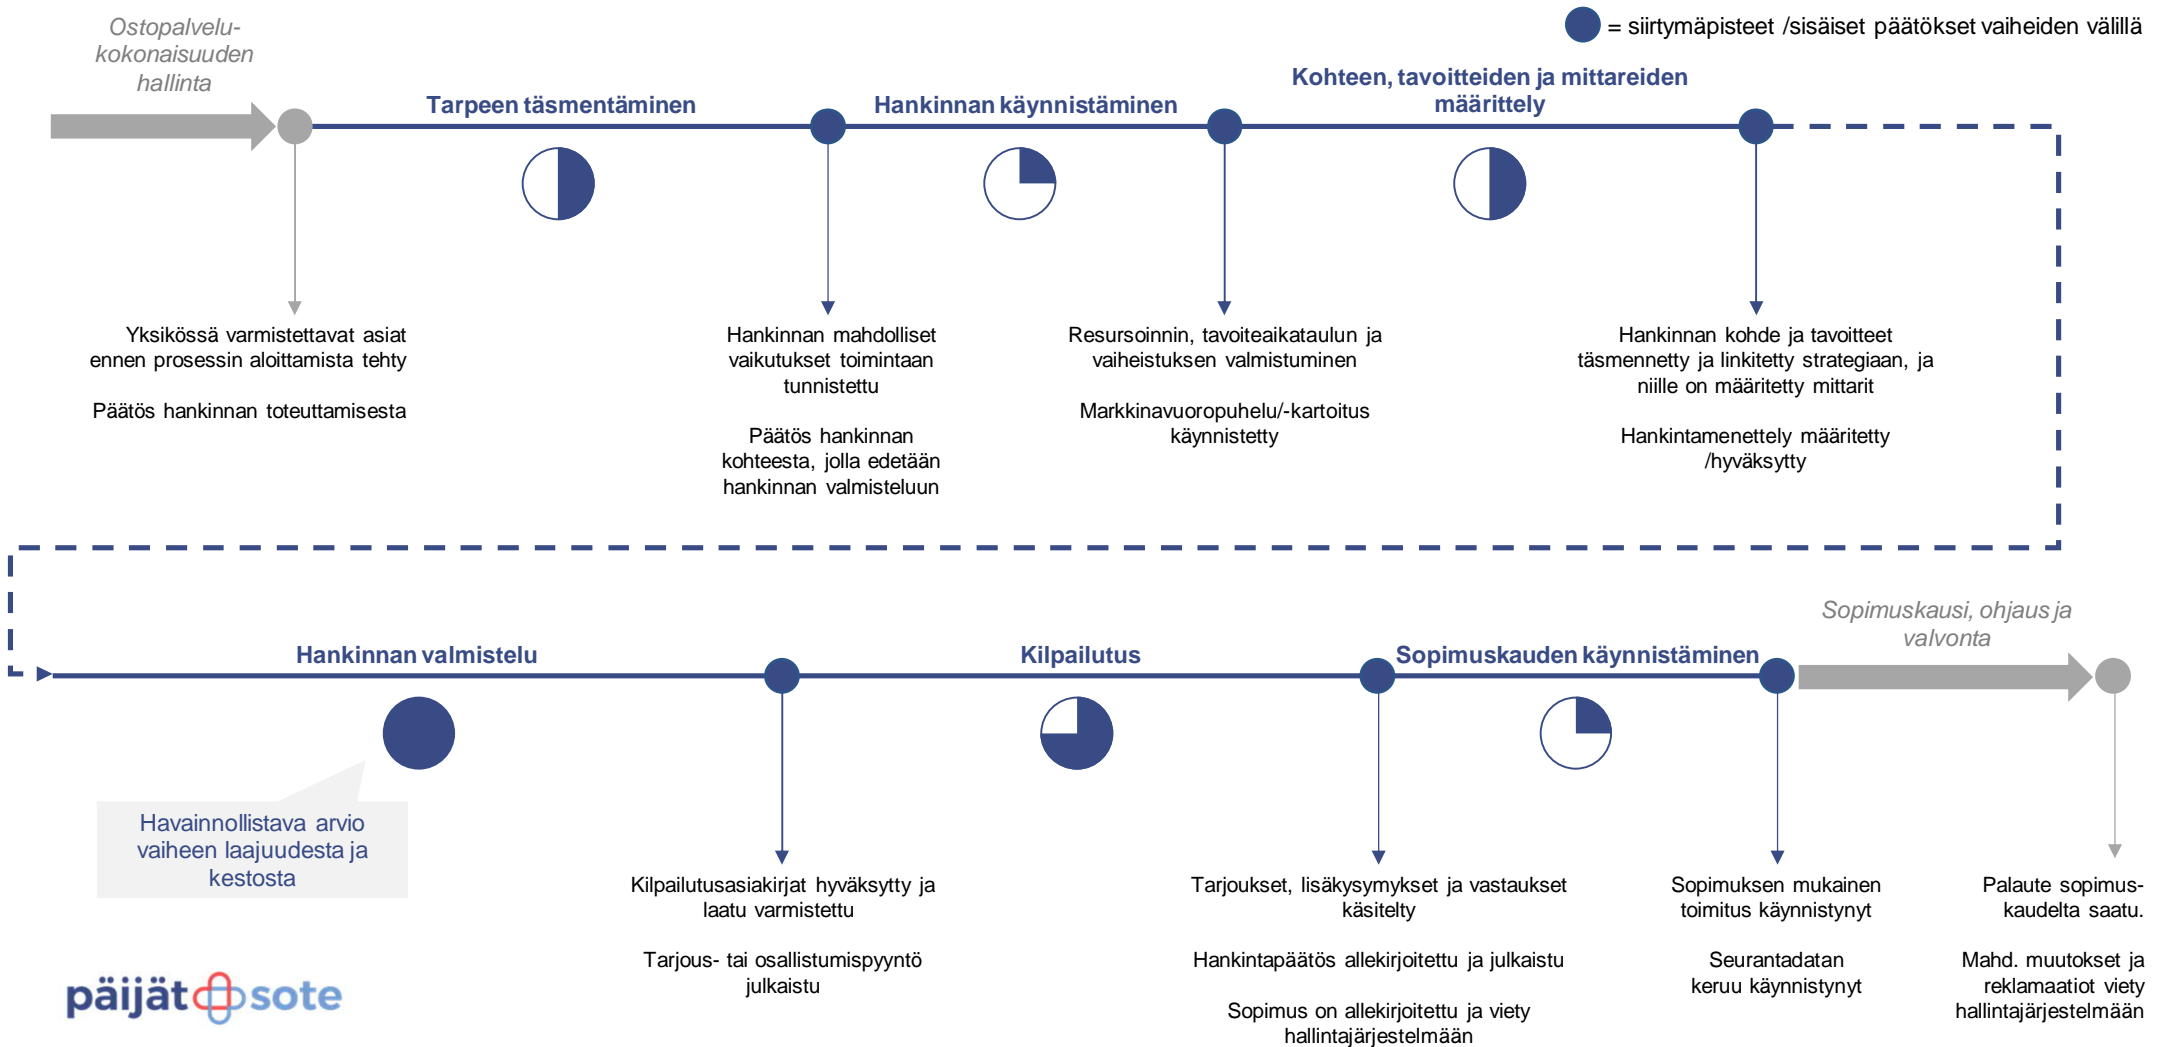 Ostopalvelu-
kokonaisuuden
hallinta
= siirtymäpisteet /sisäiset päätökset vaiheiden välillä
Tarpeen täsmentäminen
Hankinnan käynnistäminen
Kohteen, tavoitteiden ja mittareiden
määrittely
Yksikössä varmistettavat asiat
ennen prosessin aloittamista tehty
Päätös hankinnan toteuttamisesta
Hankinnan mahdolliset
vaikutukset toimintaan
tunnistettu
Päätös hankinnan
kohteesta, jolla edetään
hankinnan valmisteluun
Resursoinnin, tavoiteaikataulun ja
vaiheistuksen valmistuminen
Markkinavuoropuhelu/-kartoitus
käynnistetty
Hankinnan kohde ja tavoitteet
täsmennetty ja linkitetty strategiaan, ja
niille on määritetty mittarit
Hankintamenettely määritetty
/hyväksytty
Hankinnan valmistelu
Kilpailutus
Sopimuskauden käynnistäminen
Sopimuskausi, ohjaus ja
valvonta
Havainnollistava arvio
vaiheen laajuudesta ja
kestosta
Kilpailutusasiakirjat hyväksytty ja
laatu varmistettu
Tarjous- tai osallistumispyyntö
julkaistu
Tarjoukset, lisäkysymykset ja vastaukset
käsitelty
Hankintapäätös allekirjoitettu ja julkaistu
Sopimus on allekirjoitettu ja viety
hallintajärjestelmään
Sopimuksen mukainen
toimitus käynnistynyt
Seurantadatan
keruu käynnistynyt
Palaute sopimus-
kaudelta saatu.
Mahd. muutokset ja
reklamaatiot viety
hallintajärjestelmään
päijät sote